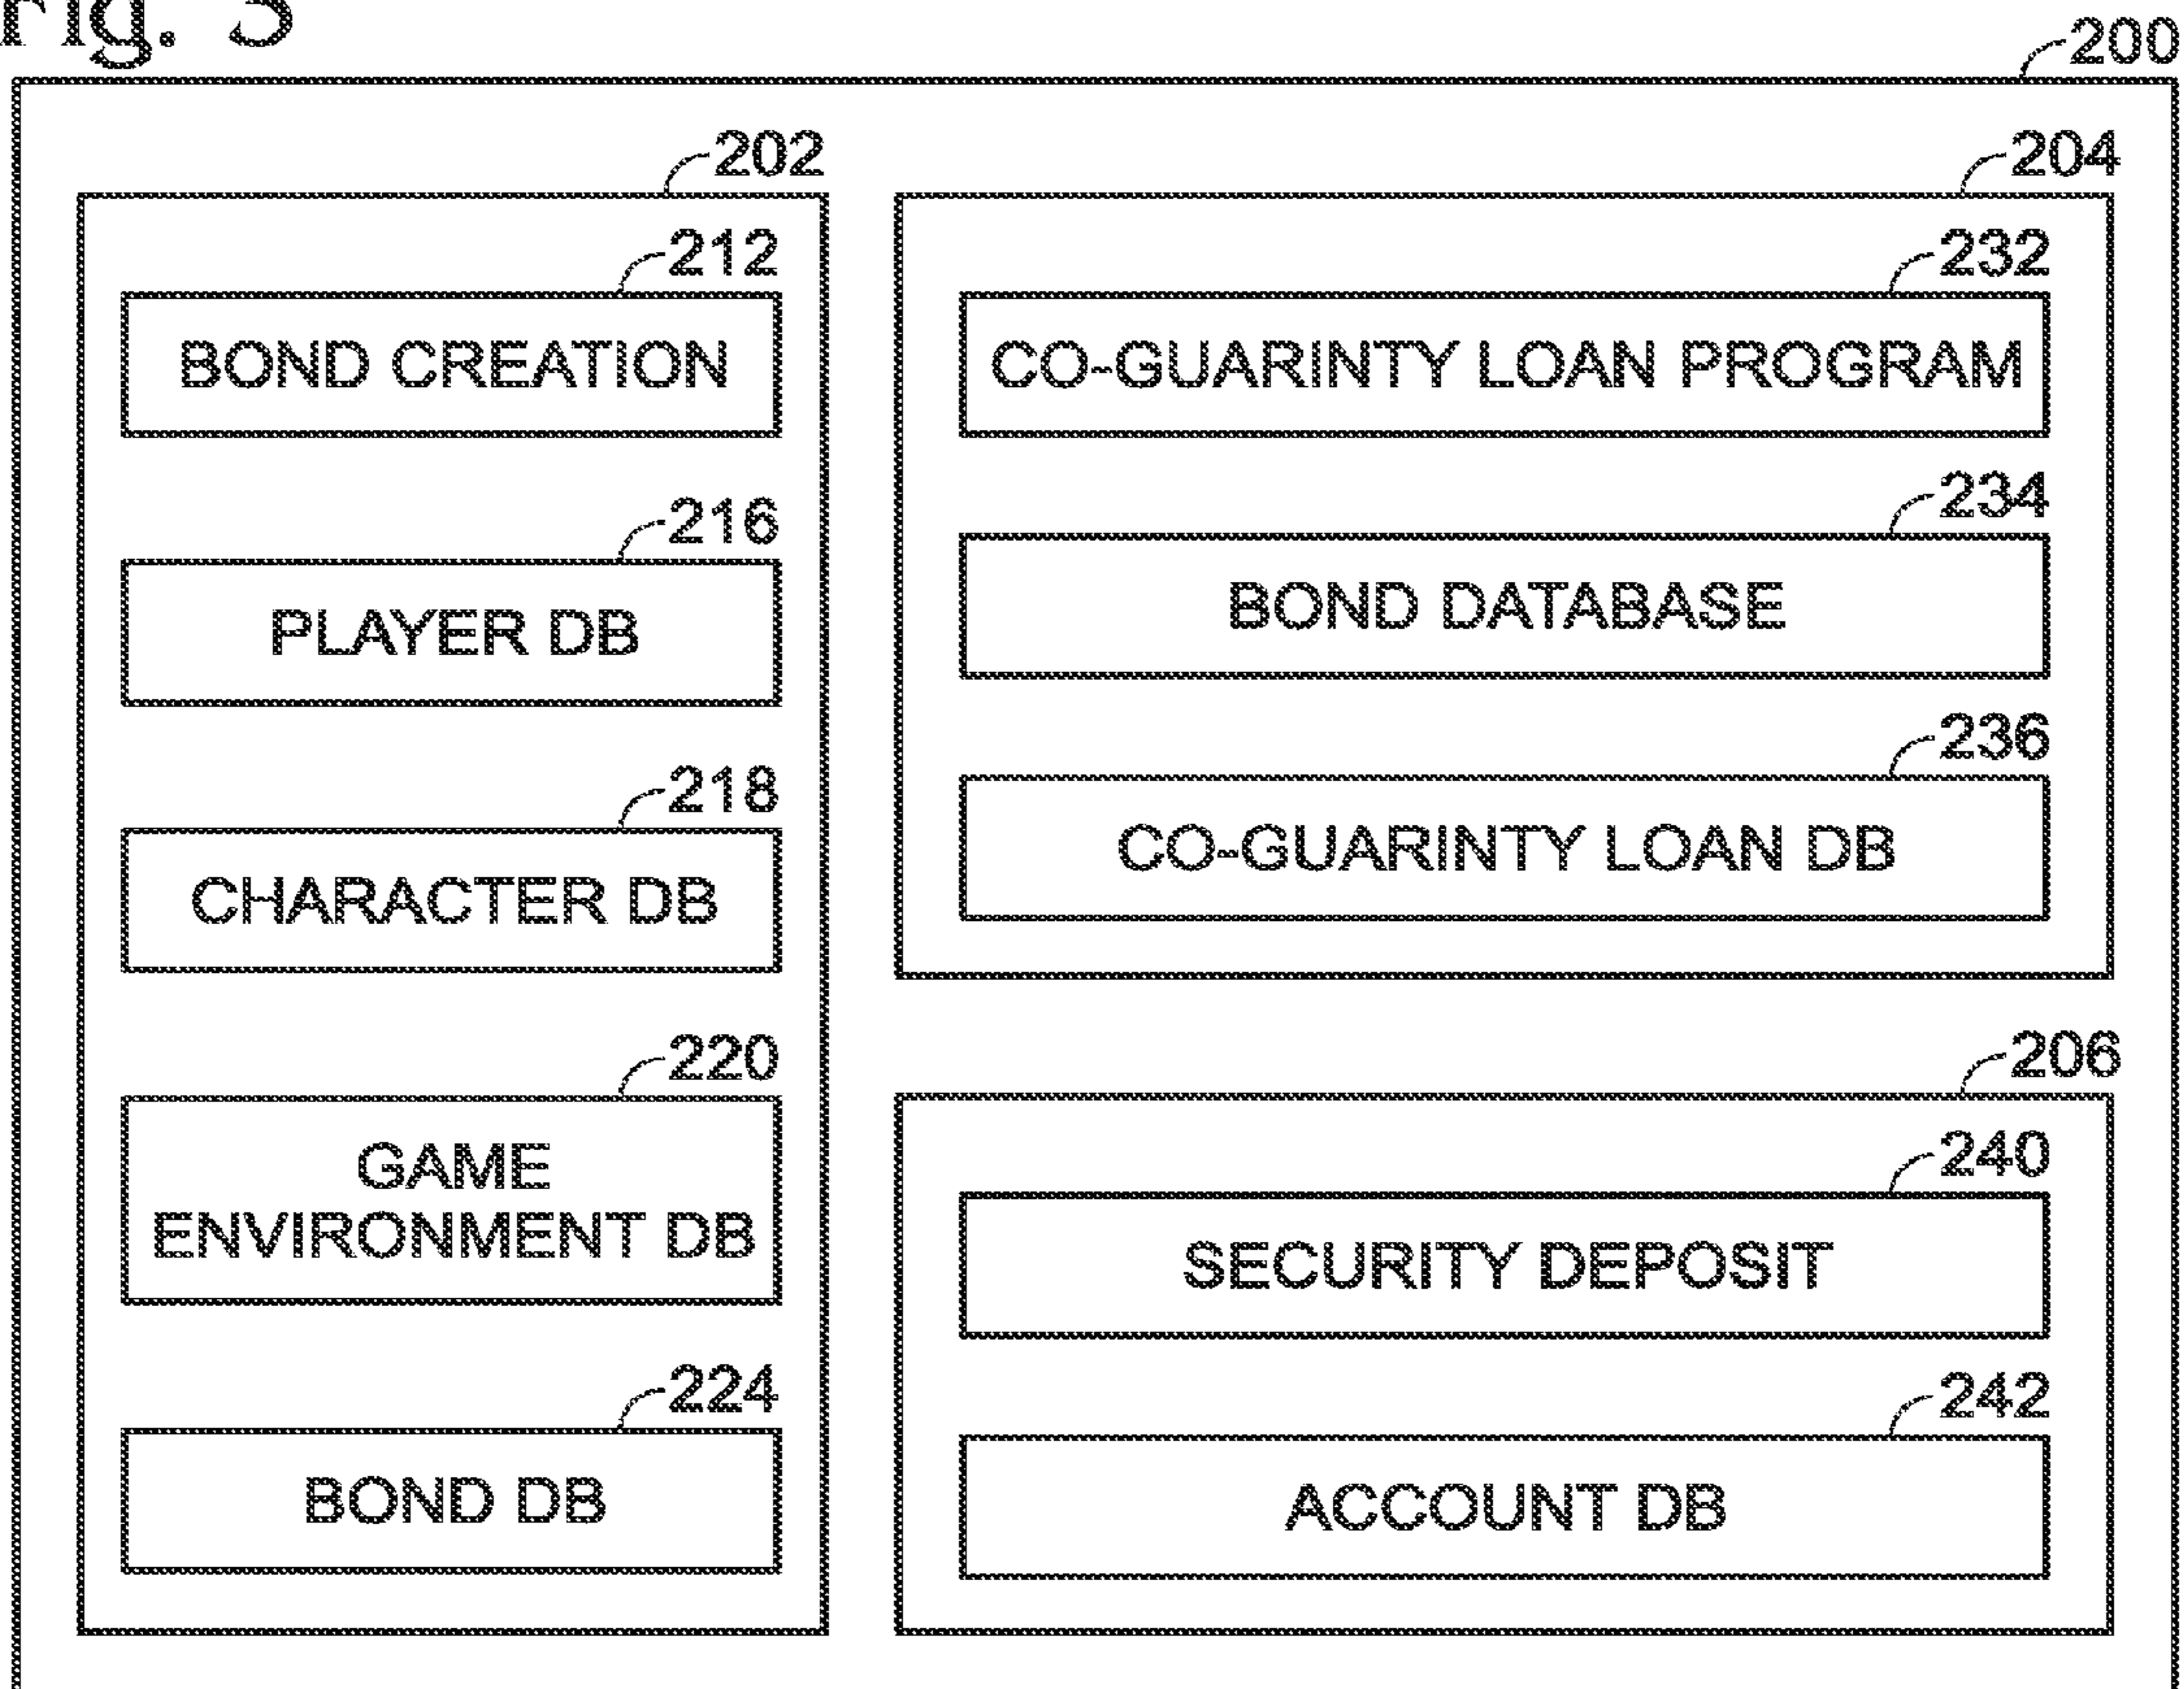 Fig. 3
200
202
212
BOND CREATION
216
PLAYER DB
218
CHARACTER DB
220
GAME
ENVIRONMENT DB
224
BOND DB
204
232
CO-GUARINTY LOAN PROGRAM
234
BOND DATABASE
236
CO-GUARINTY LOAN DB
206
240
SECURITY DEPOSIT
242
ACCOUNT DB